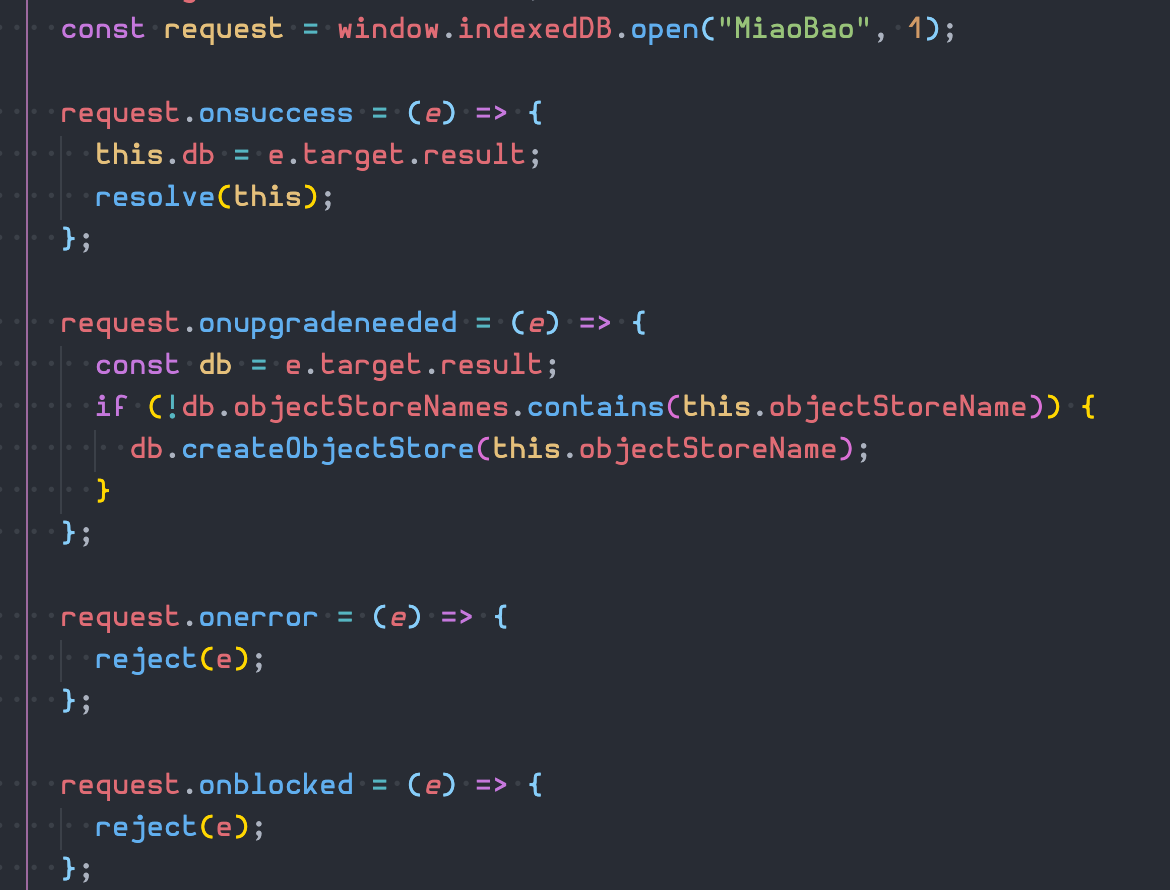 const request = window.indexedDB.open("MiaoBao", 1);
request.onsuccess = (e) => {
this.db = e.target.result;
resolve(this);
};
request.onupgradeneeded = (e) => {
const db = e.target.result;
if (!db.objectStoreNames.contains(this.objectStoreName)) {
db.createObjectStore(this.objectStoreName);
}
};
request.onerror = (e) => {
reject(e);
};
request.onblocked = (e) => {
reject(e);
};